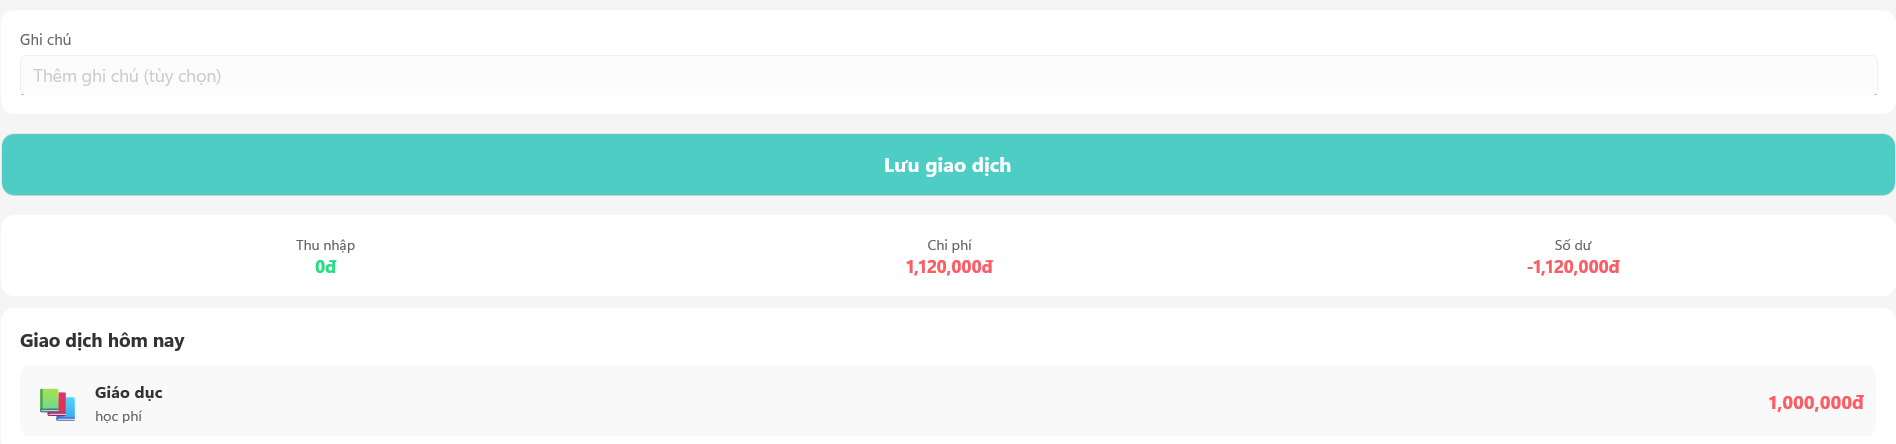 Ghi chú
Thêm ghi chú (tùy chọn)
Lưu giao dịch
Thu nhập
0đ
Chi phí
1,120,000đ
Số dư
-1,120,000đ
Giao dịch hôm nay
Giáo dục
học phí
1,000,000đ